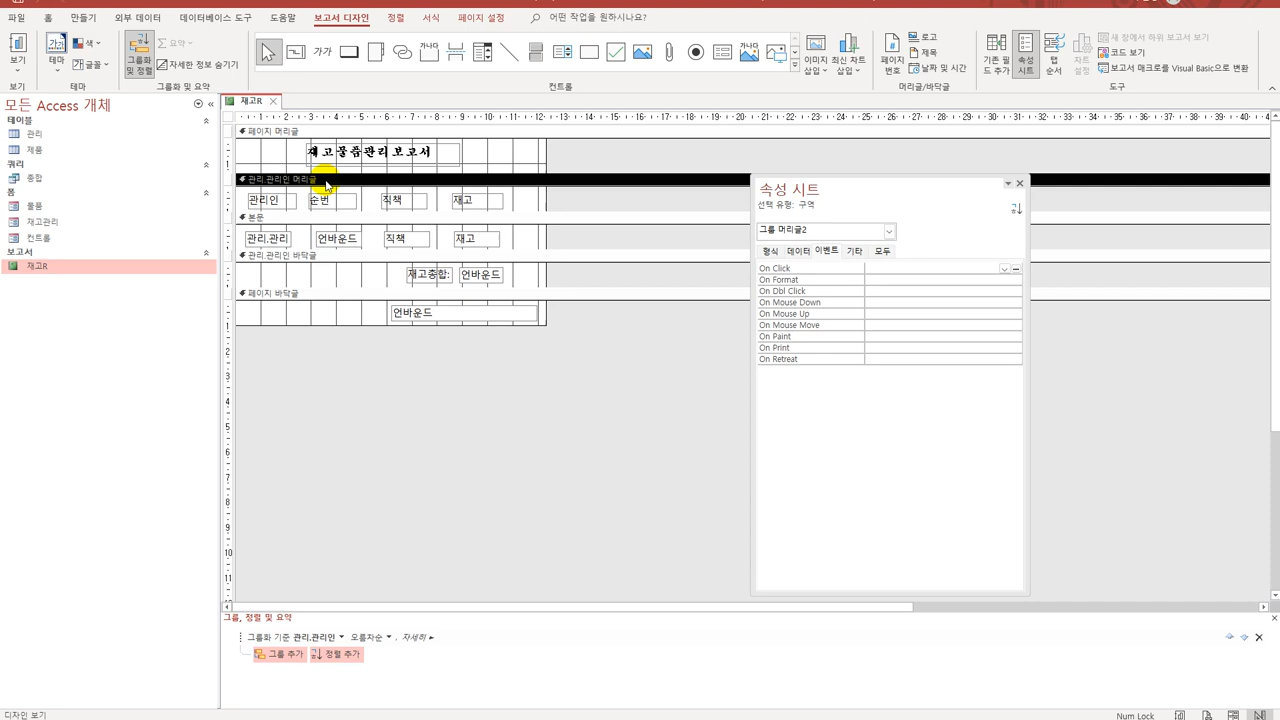 파일 홈 만들기 외부 데이터 데이터베이스 도구 도움말 보고서 디자인 정렬 서식 페이지 설정 어떤 작업을 원하시나요?
보기
테마
색
글꼴
테마
그룹화 및 정렬
요약
자세한 정보 숨기기
그룹화 및 요약
가가
가나다
컨트롤
이미지 삽입
최신 차트 삽입
페이지 번호
로고
제목
날짜 및 시간
머리글/바닥글
기존 필드 추가
속성 시트
탭 순서
차트 설정
새 창에서 하위 보고서 보기
코드 보기
보고서 매크로를 Visual Basic으로 변환
도구
모든 Access 개체
테이블
관리
제품
쿼리
종합
폼
물품
재고관리
컨트롤
보고서
재고R
재고R
페이지 머리글
재고물품관리보고서
관리.관리인 머리글
관리인 순번 직책 재고
본문
관리.관리 언바운드 직책 재고
관리.관리인 바닥글
재고총합: 언바운드
페이지 바닥글
언바운드
속성 시트
선택 유형: 구역
그룹 머리글2
형식 데이터 이벤트 기타 모두
On Click
On Format
On Dbl Click
On Mouse Down
On Mouse Up
On Mouse Move
On Paint
On Print
On Retreat
그룹, 정렬 및 요약
그룹화 기준 관리.관리인 오름차순 , 자세히
그룹 추가 정렬 추가
디자인 보기
Num Lock